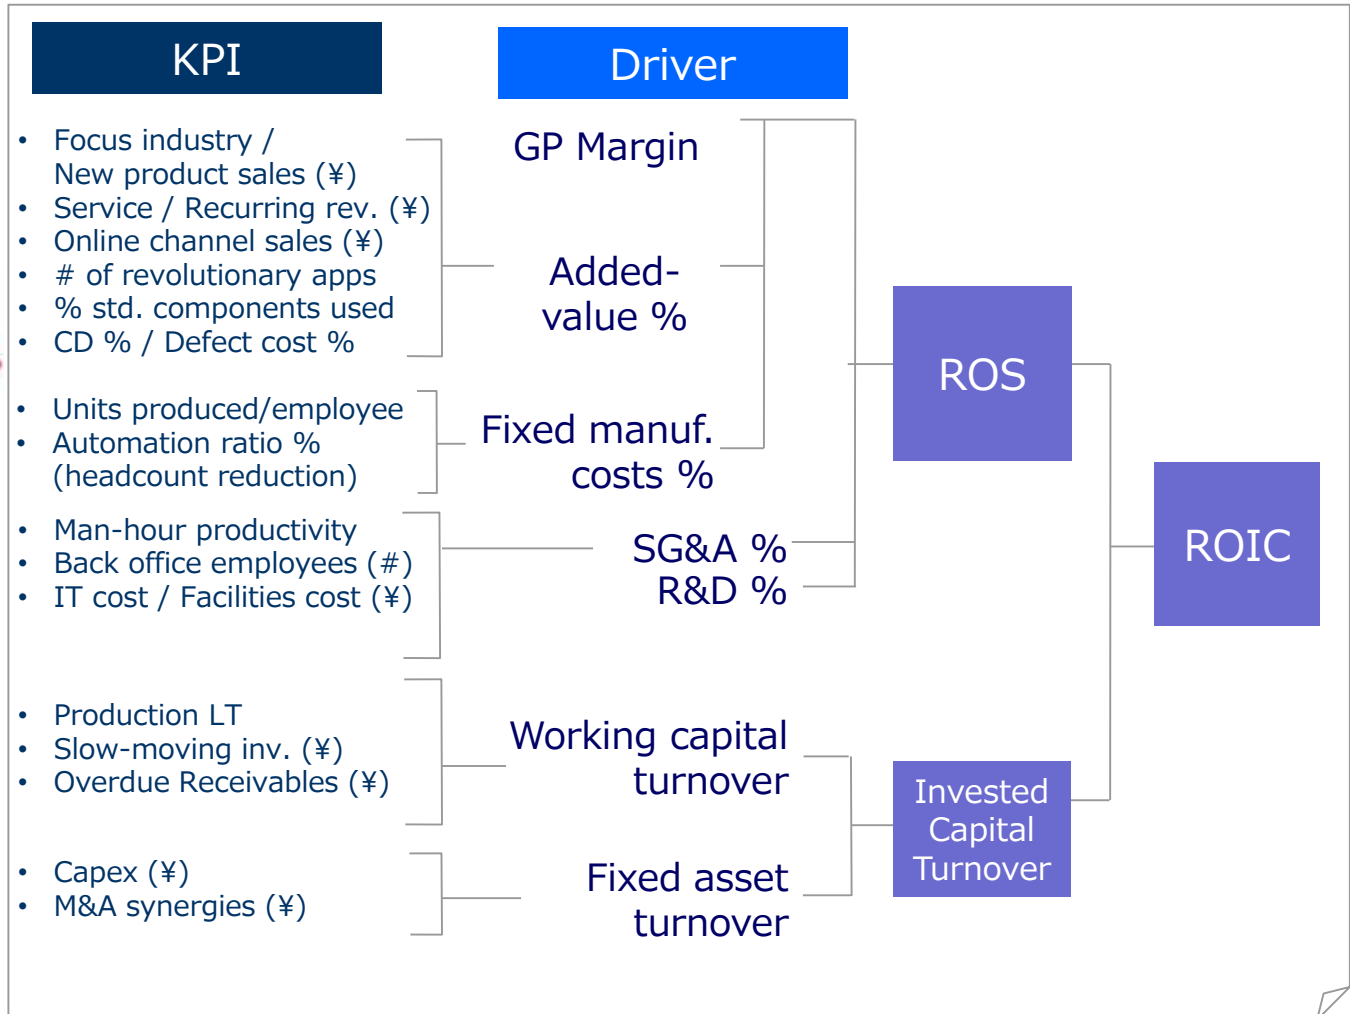 KPI
Driver
• Focus industry /
New product sales (¥)
• Service / Recurring rev. (¥)
• Online channel sales (¥)
• # of revolutionary apps
• % std. components used
• CD % / Defect cost %
• Units produced/employee
• Automation ratio %
(headcount reduction)
• Man-hour productivity
• Back office employees (#)
• IT cost / Facilities cost (¥)
• Production LT
• Slow-moving inv. (¥)
• Overdue Receivables (¥)
• Capex (¥)
• M&A synergies (¥)
GP Margin
Added-
value %
Fixed manuf.
costs %
SG&A %
R&D %
Working capital
turnover
Fixed asset
turnover
ROS
Invested
Capital
Turnover
ROIC